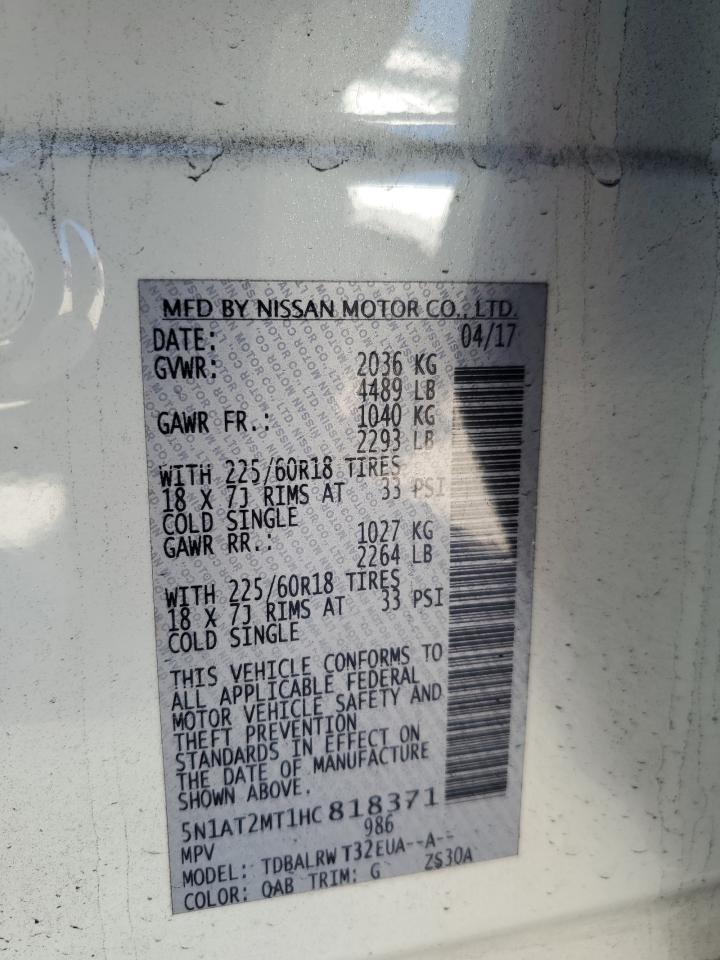 MFD BY NISSAN MOTOR CO., LTD.
DATE: 04/17
GVWR: 2036 KG
4489 LB
GAWR FR.: 1040 KG
2293 LB
WITH 225/60R18 TIRES
18 X 7J RIMS AT 33 PSI
COLD SINGLE
GAWR RR.: 1027 KG
2264 LB
WITH 225/60R18 TIRES
18 X 7J RIMS AT 33 PSI
COLD SINGLE
THIS VEHICLE CONFORMS TO
ALL APPLICABLE FEDERAL
MOTOR VEHICLE SAFETY AND
THEFT PREVENTION
STANDARDS IN EFFECT ON
THE DATE OF MANUFACTURE
SHOWN ABOVE.
5N1AT2MT1HC818371
MPV 986
MODEL: TDBALRW T32EUA--A--
COLOR: QAB TRIM: G ZS30A